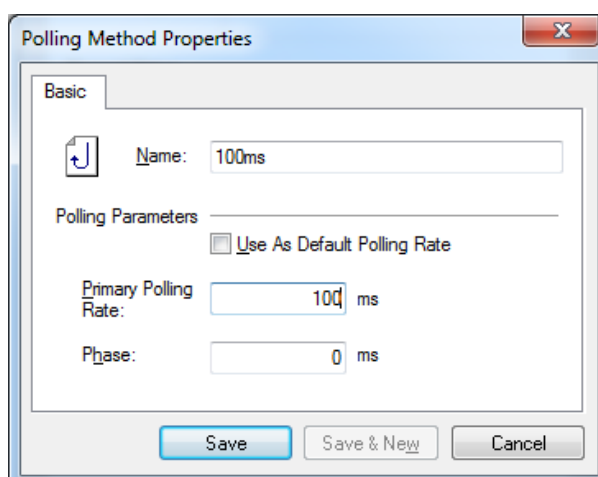 Polling Method Properties
Basic
Name: 100ms
Polling Parameters
Use As Default Polling Rate
Primary Polling
Rate: 100 ms
Phase: 0 ms
Save Save & New Cancel